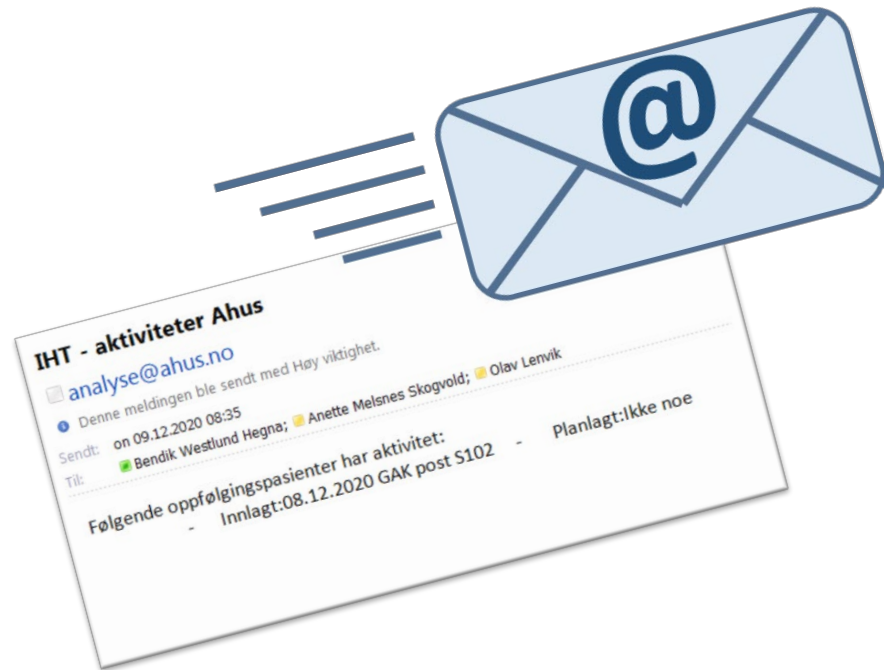 @
IHT - aktiviteter Ahus
analyse@ahus.no
Denne meldingen ble sendt med Høy viktighet.
Sendt: on 09.12.2020 08:35
Til: Bendik Westlund Hegna; Anette Melsnes Skogvold; Olav Lenvik
Følgende oppfølgingspasienter har aktivitet:
- Innlagt:08.12.2020 GAK post S102 - Planlagt:Ikke noe